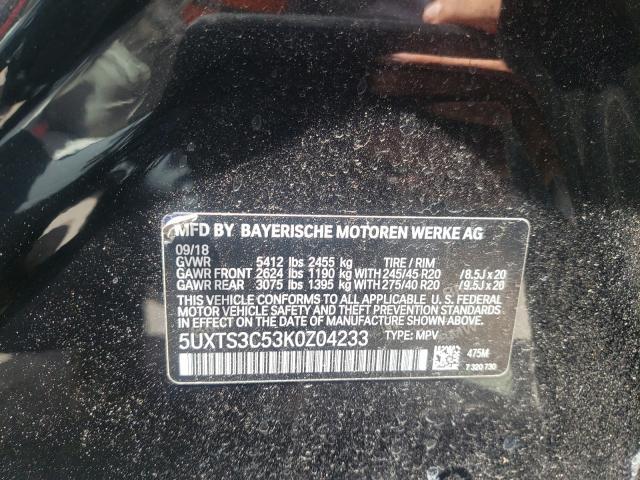 MFD BY BAYERISCHE MOTOREN WERKE AG
09/18
GVWR 5412 lbs 2455 kg TIRE / RIM
GAWR FRONT 2624 lbs 1190 kg WITH 245/45 R20 / 8.5J x 20
GAWR REAR 3075 lbs 1395 kg WITH 275/40 R20 / 9.5J x 20
THIS VEHICLE CONFORMS TO ALL APPLICABLE U. S. FEDERAL
MOTOR VEHICLE SAFETY AND THEFT PREVENTION STANDARDS
IN EFFECT ON THE DATE OF MANUFACTURE SHOWN ABOVE.
5UXTS3C53K0Z04233 TYPE: MPV
475M
7 320 730